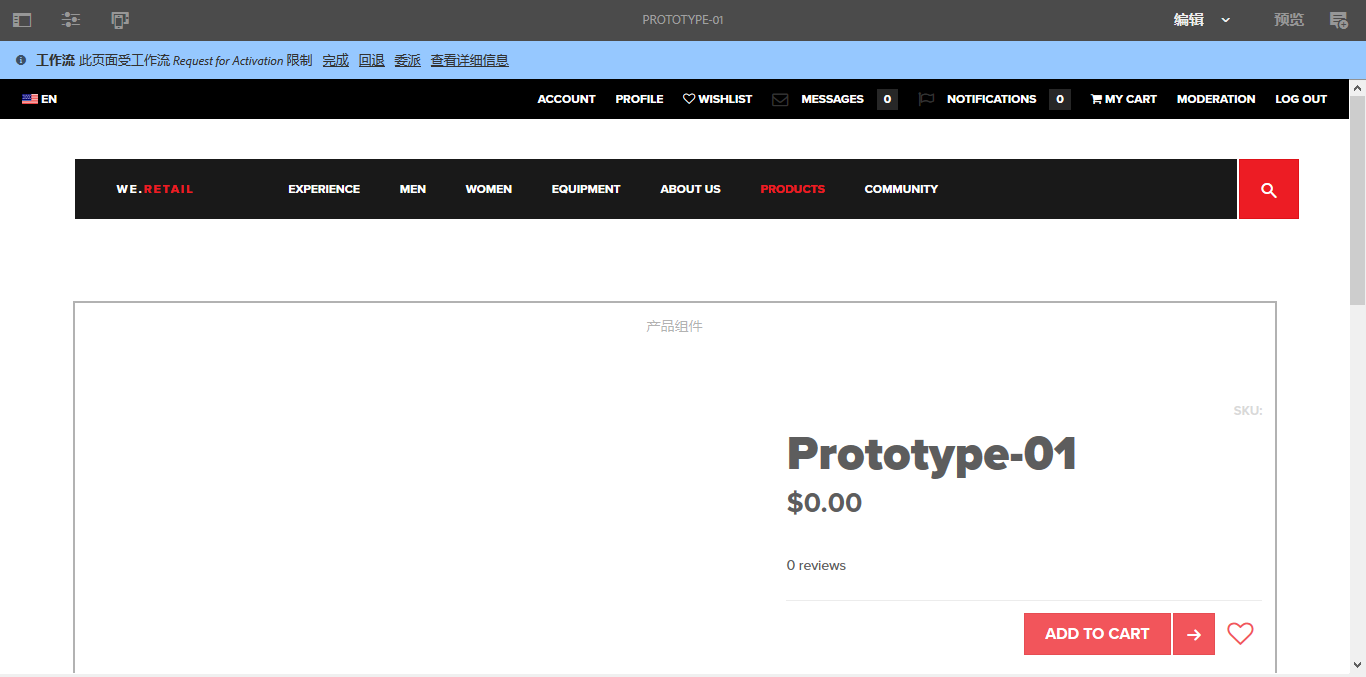 PROTOTYPE-01 编辑 预览
工作流 此页面受工作流 Request for Activation 限制 完成 回退 委派 查看详细信息
EN ACCOUNT PROFILE WISHLIST MESSAGES 0 NOTIFICATIONS 0 MY CART MODERATION LOG OUT
WE.RETAIL EXPERIENCE MEN WOMEN EQUIPMENT ABOUT US PRODUCTS COMMUNITY
产品组件
SKU:
Prototype-01
$0.00
0 reviews
ADD TO CART